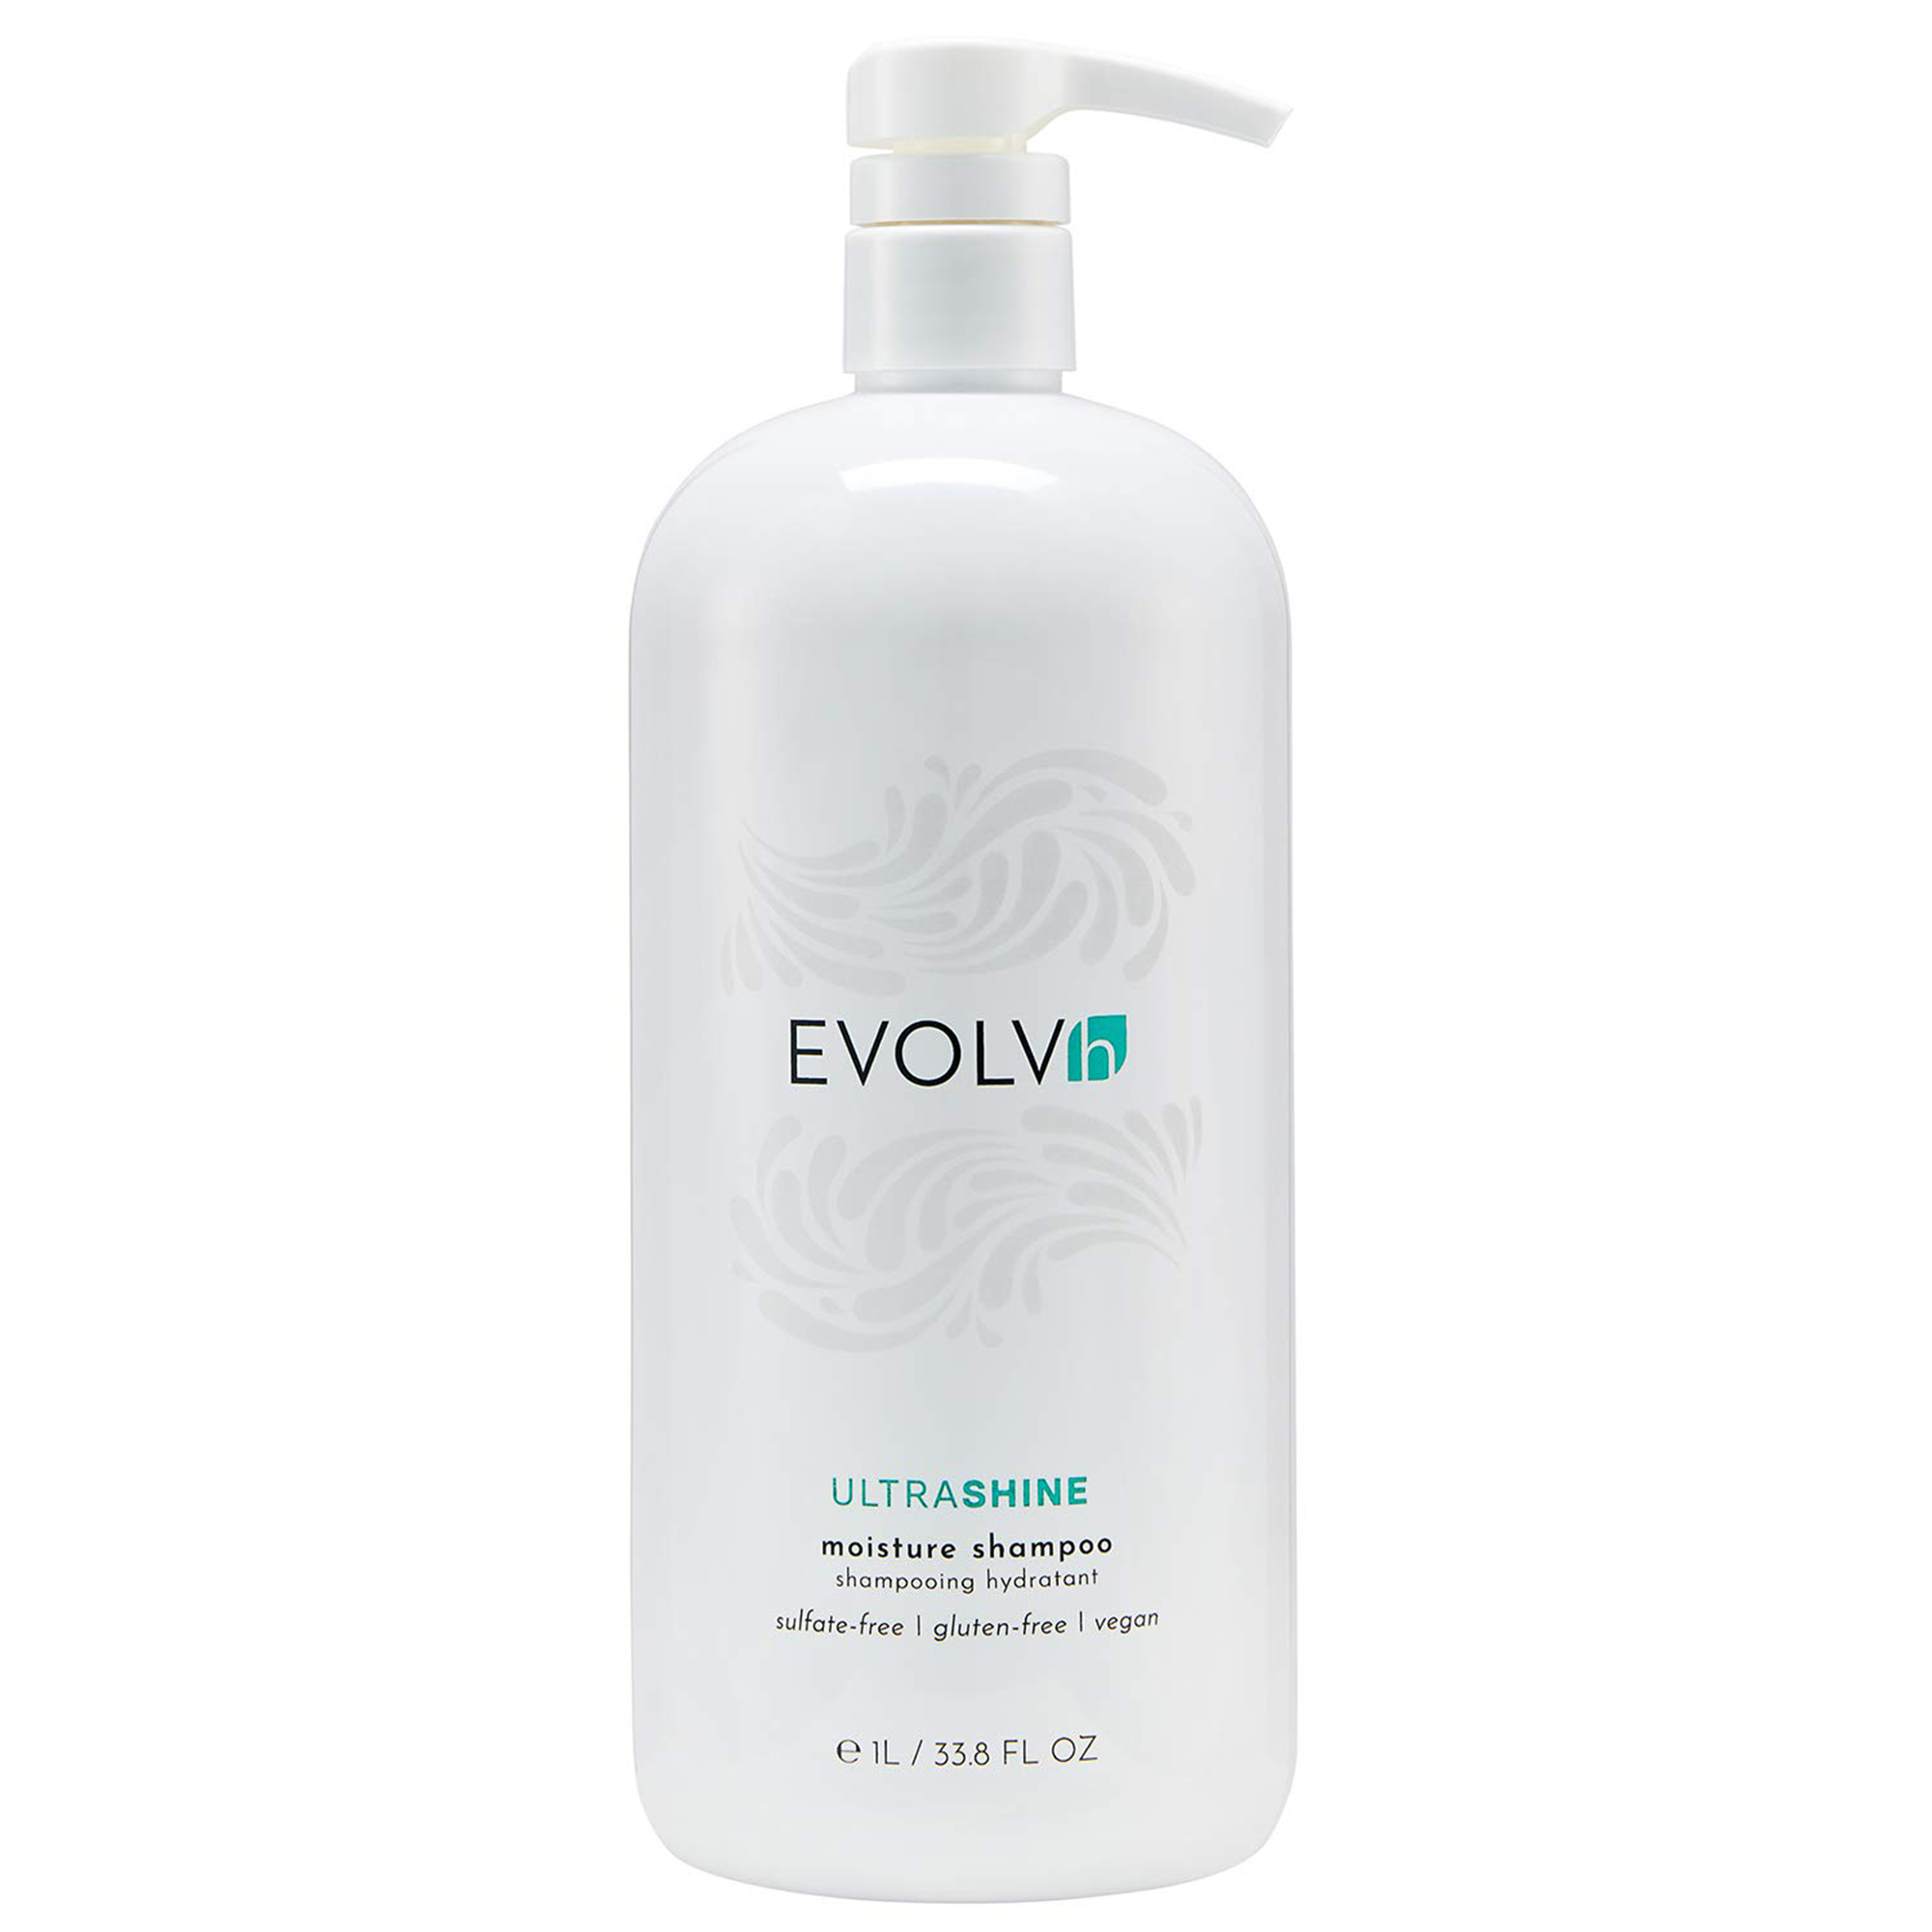 EVOLVh
ULTRASHINE
moisture shampoo
shampooing hydratant
sulfate-free | gluten-free | vegan
℮ 1L / 33.8 FL OZ